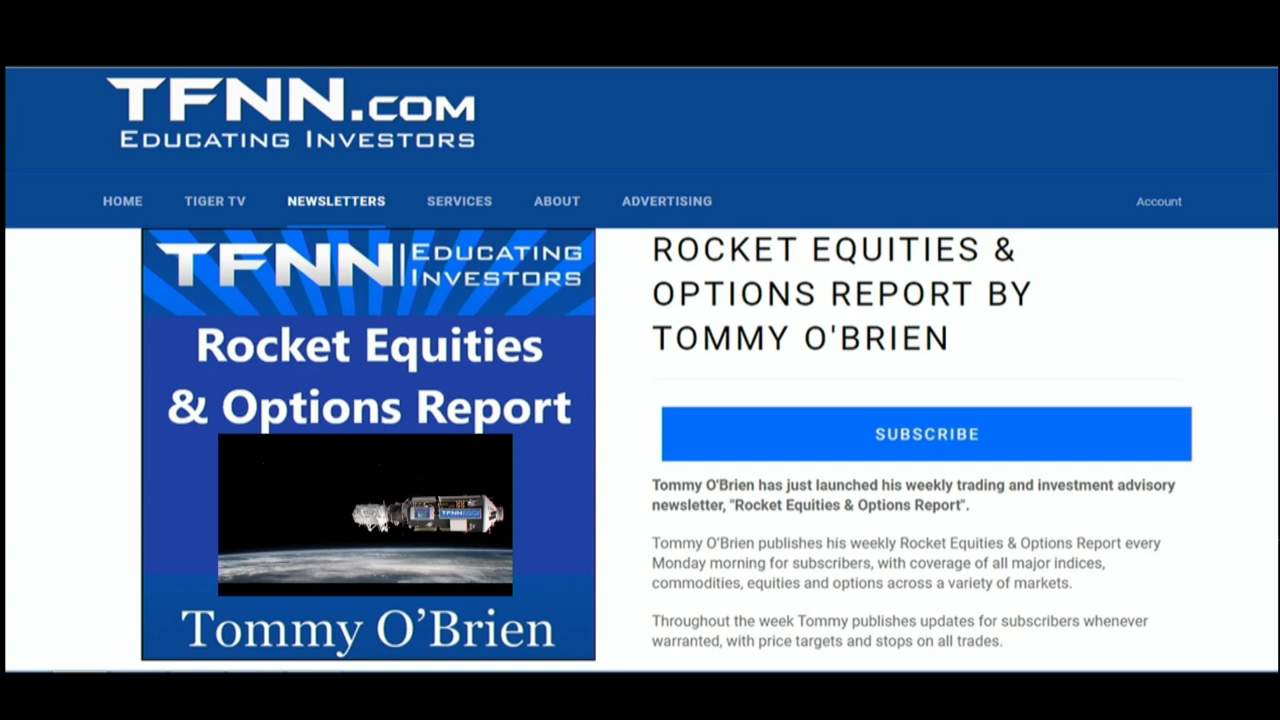 TFNN.COM
EDUCATING INVESTORS
HOME TIGER TV NEWSLETTERS SERVICES ABOUT ADVERTISING Account
TFNN EDUCATING
INVESTORS
Rocket Equities
& Options Report
TFNN
Tommy O'Brien
ROCKET EQUITIES &
OPTIONS REPORT BY
TOMMY O'BRIEN
SUBSCRIBE
Tommy O'Brien has just launched his weekly trading and investment advisory
newsletter, "Rocket Equities & Options Report".
Tommy O'Brien publishes his weekly Rocket Equities & Options Report every
Monday morning for subscribers, with coverage of all major indices,
commodities, equities and options across a variety of markets.
Throughout the week Tommy publishes updates for subscribers whenever
warranted, with price targets and stops on all trades.